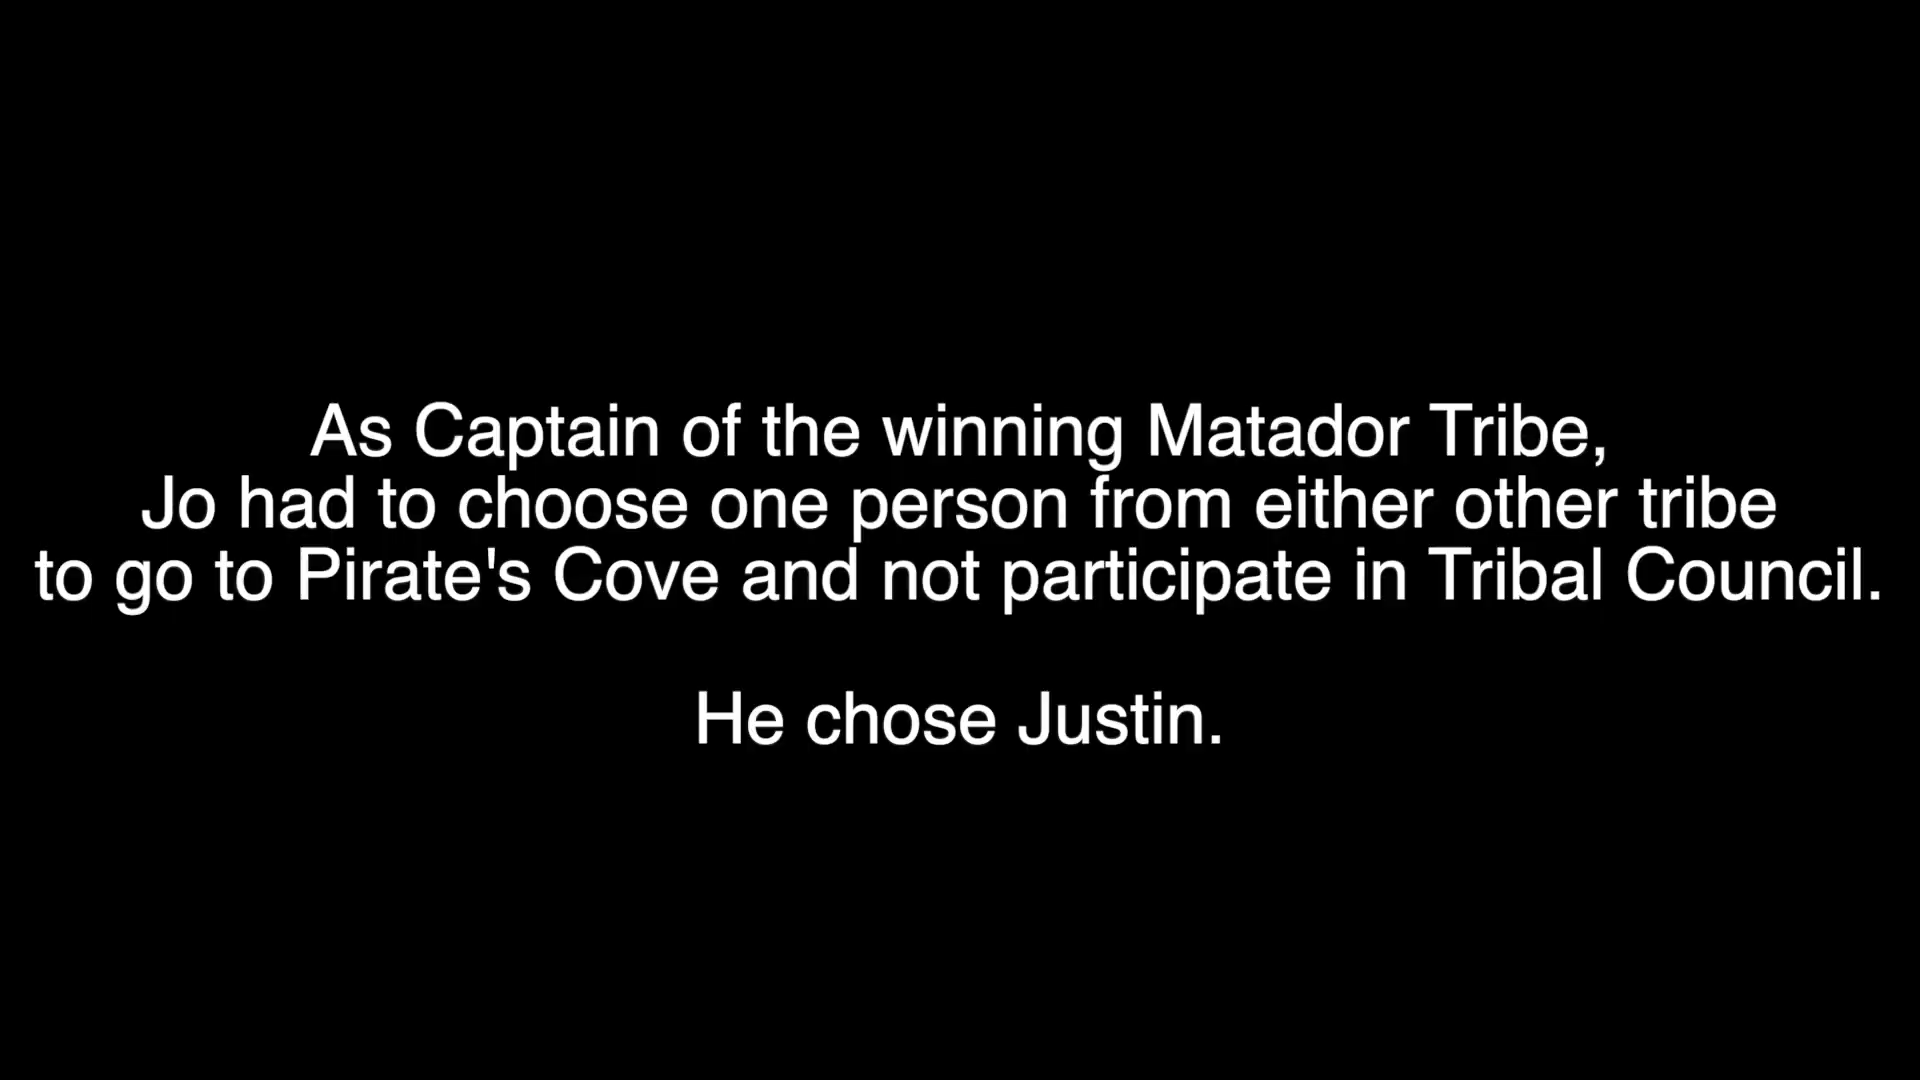 As Captain of the winning Matador Tribe,
Jo had to choose one person from either other tribe
to go to Pirate's Cove and not participate in Tribal Council.
He chose Justin.